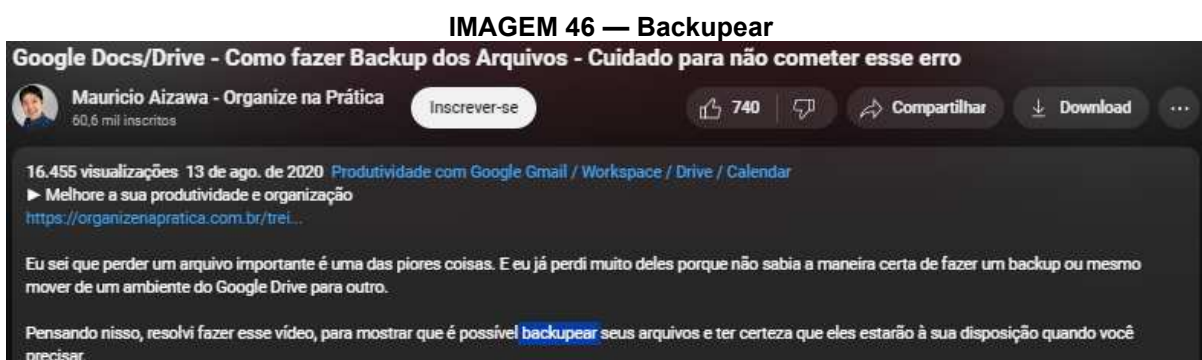 IMAGEM 46 — Backupear
Google Docs/Drive - Como fazer Backup dos Arquivos - Cuidado para não cometer esse erro
Mauricio Aizawa - Organize na Prática
60,6 mil inscritos
Inscrever-se
740
Compartilhar
Download
...
16.455 visualizações 13 de ago. de 2020 Produtividade com Google Gmail / Workspace / Drive / Calendar
► Melhore a sua produtividade e organização
https://organizenapratica.com.br/trei...
Eu sei que perder um arquivo importante é uma das piores coisas. E eu já perdi muito deles porque não sabia a maneira certa de fazer um backup ou mesmo
mover de um ambiente do Google Drive para outro.
Pensando nisso, resolvi fazer esse vídeo, para mostrar que é possível backupear seus arquivos e ter certeza que eles estarão à sua disposição quando você
precisar.